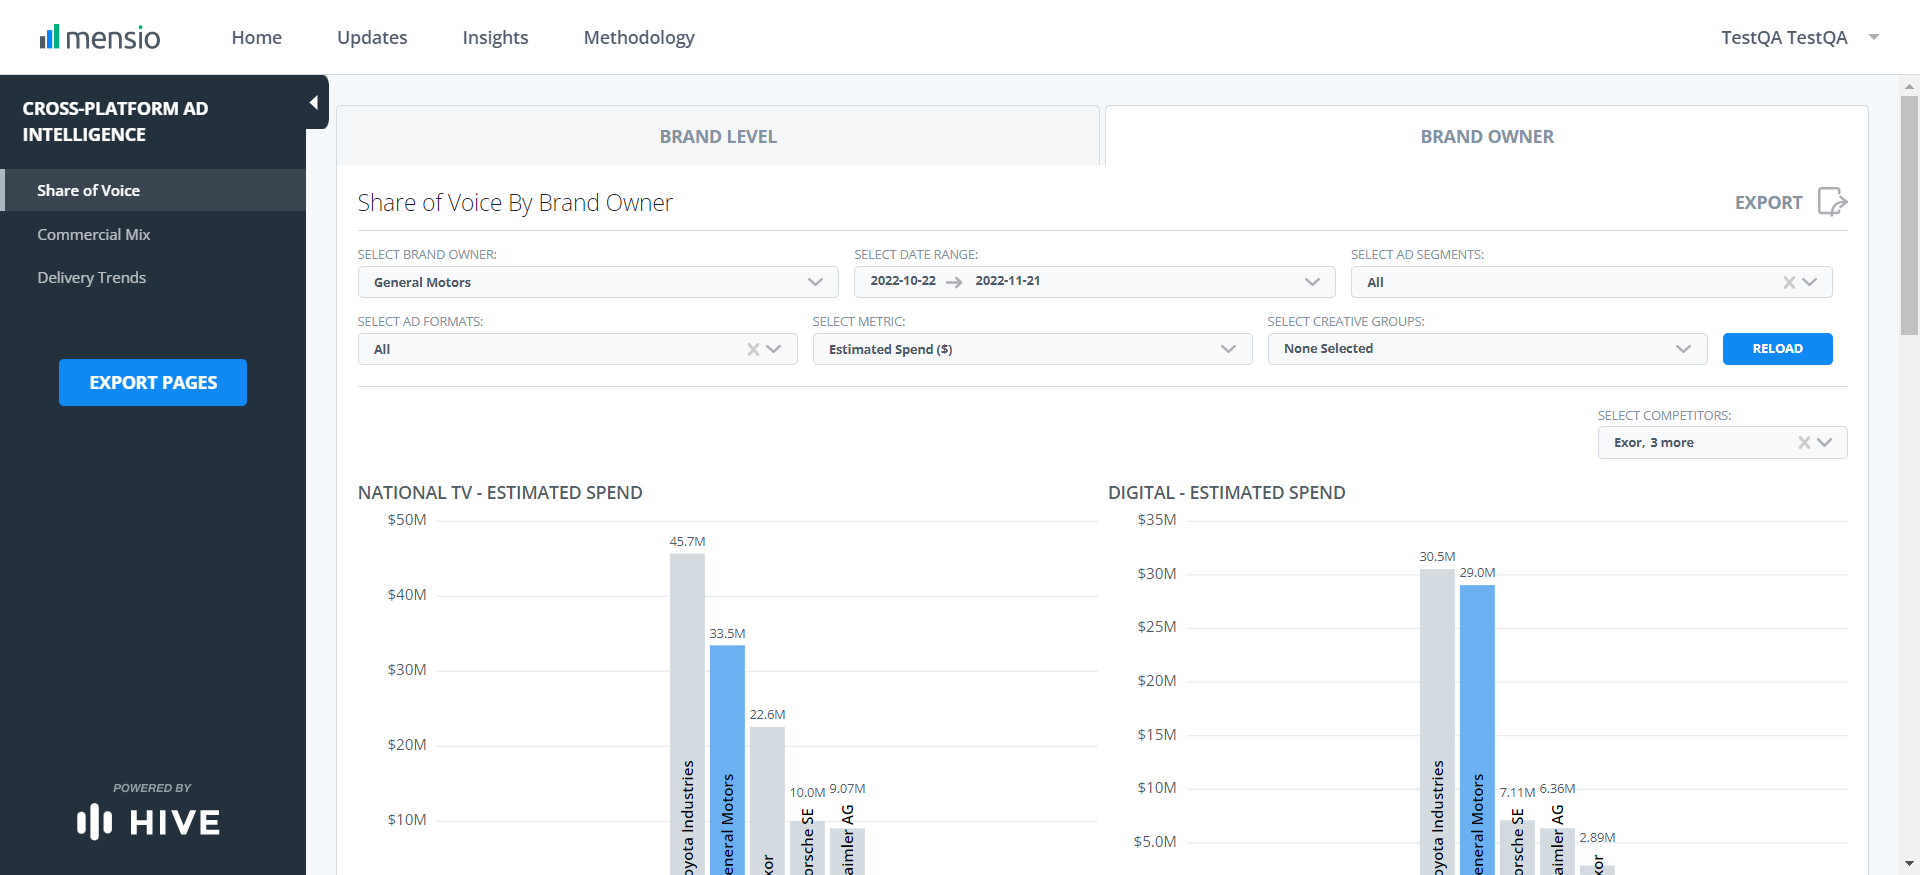 mensio
Home
Updates
Insights
Methodology
TestQA TestQA
CROSS-PLATFORM AD
INTELLIGENCE
Share of Voice
Commercial Mix
Delivery Trends
EXPORT PAGES
POWERED BY
HIVE
BRAND LEVEL
BRAND OWNER
Share of Voice By Brand Owner
EXPORT
SELECT BRAND OWNER:
General Motors
SELECT DATE RANGE:
2022-10-22
2022-11-21
SELECT AD SEGMENTS:
All
SELECT AD FORMATS:
All
SELECT METRIC:
Estimated Spend ($)
SELECT CREATIVE GROUPS:
None Selected
RELOAD
SELECT COMPETITORS:
Exor, 3 more
NATIONAL TV - ESTIMATED SPEND
$50M
$40M
$30M
$20M
$10M
45.7M
33.5M
22.6M
10.0M
9.07M
oyota Industries
eneral Motors
xor
orsche SE
aimler AG
DIGITAL - ESTIMATED SPEND
$35M
$30M
$25M
$20M
$15M
$10M
$5.0M
30.5M
29.0M
7.11M
6.36M
2.89M
oyota Industries
eneral Motors
orsche SE
aimler AG
xor